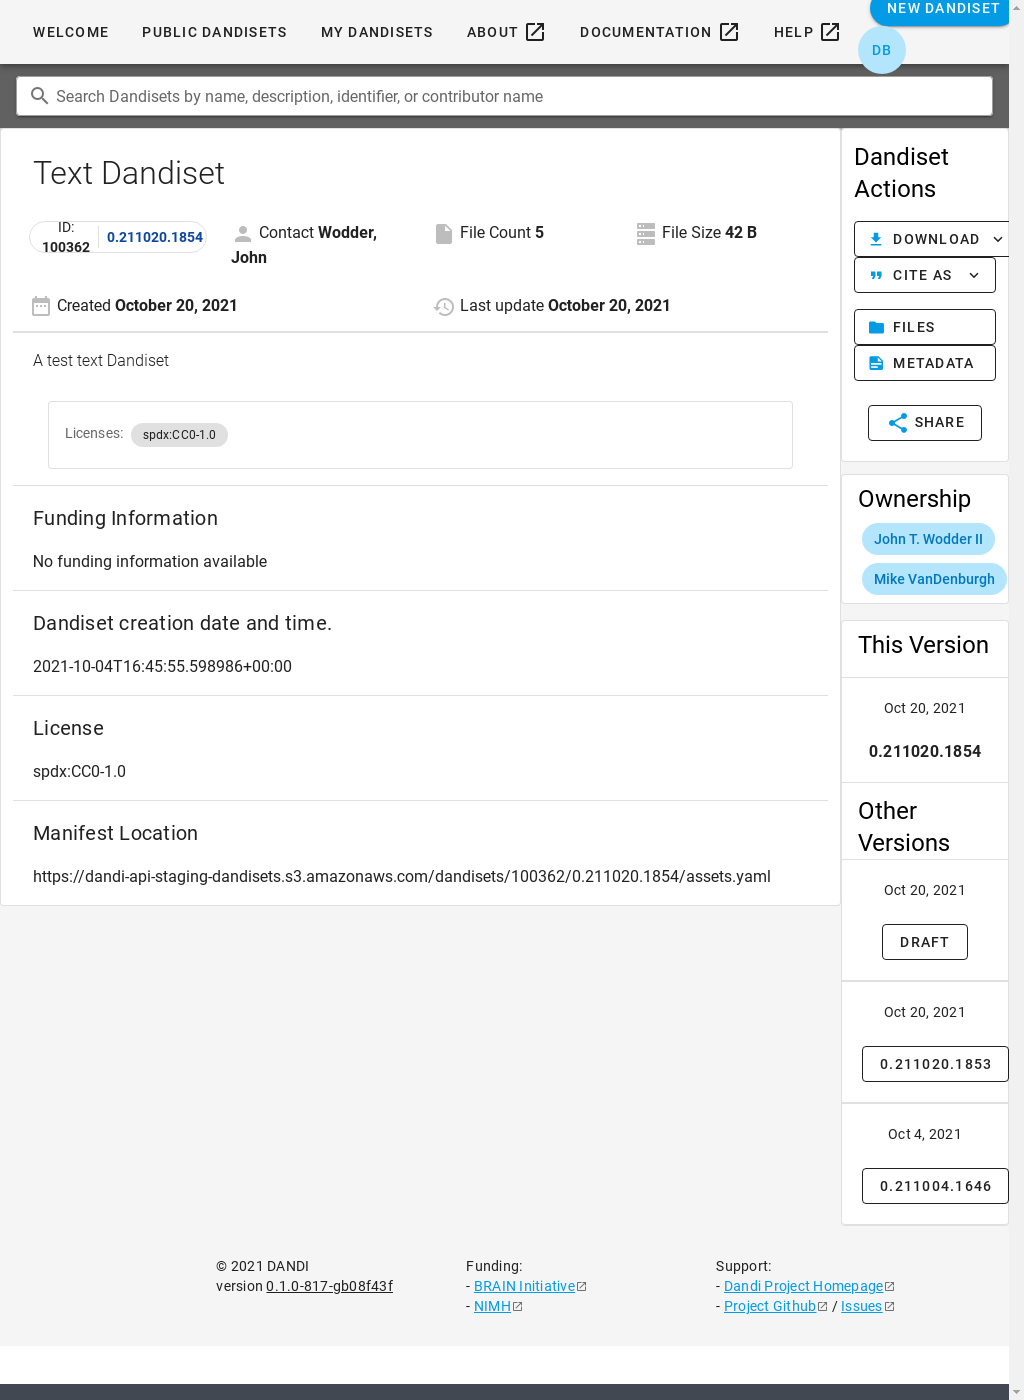 WELCOME PUBLIC DANDISETS MY DANDISETS ABOUT DOCUMENTATION HELP NEW DANDISET
DB
Search Dandisets by name, description, identifier, or contributor name
Text Dandiset
ID: 100362 0.211020.1854
Contact Wodder, John
File Count 5
File Size 42 B
Created October 20, 2021
Last update October 20, 2021
A test text Dandiset
Licenses: spdx:CC0-1.0
Funding Information
No funding information available
Dandiset creation date and time.
2021-10-04T16:45:55.598986+00:00
License
spdx:CC0-1.0
Manifest Location
https://dandi-api-staging-dandisets.s3.amazonaws.com/dandisets/100362/0.211020.1854/assets.yaml
Dandiset
Actions
DOWNLOAD
CITE AS
FILES
METADATA
SHARE
Ownership
John T. Wodder II
Mike VanDenburgh
This Version
Oct 20, 2021
0.211020.1854
Other
Versions
Oct 20, 2021
DRAFT
Oct 20, 2021
0.211020.1853
Oct 4, 2021
0.211004.1646
© 2021 DANDI
version 0.1.0-817-gb08f43f
Funding:
- BRAIN Initiative
- NIMH
Support:
- Dandi Project Homepage
- Project Github / Issues